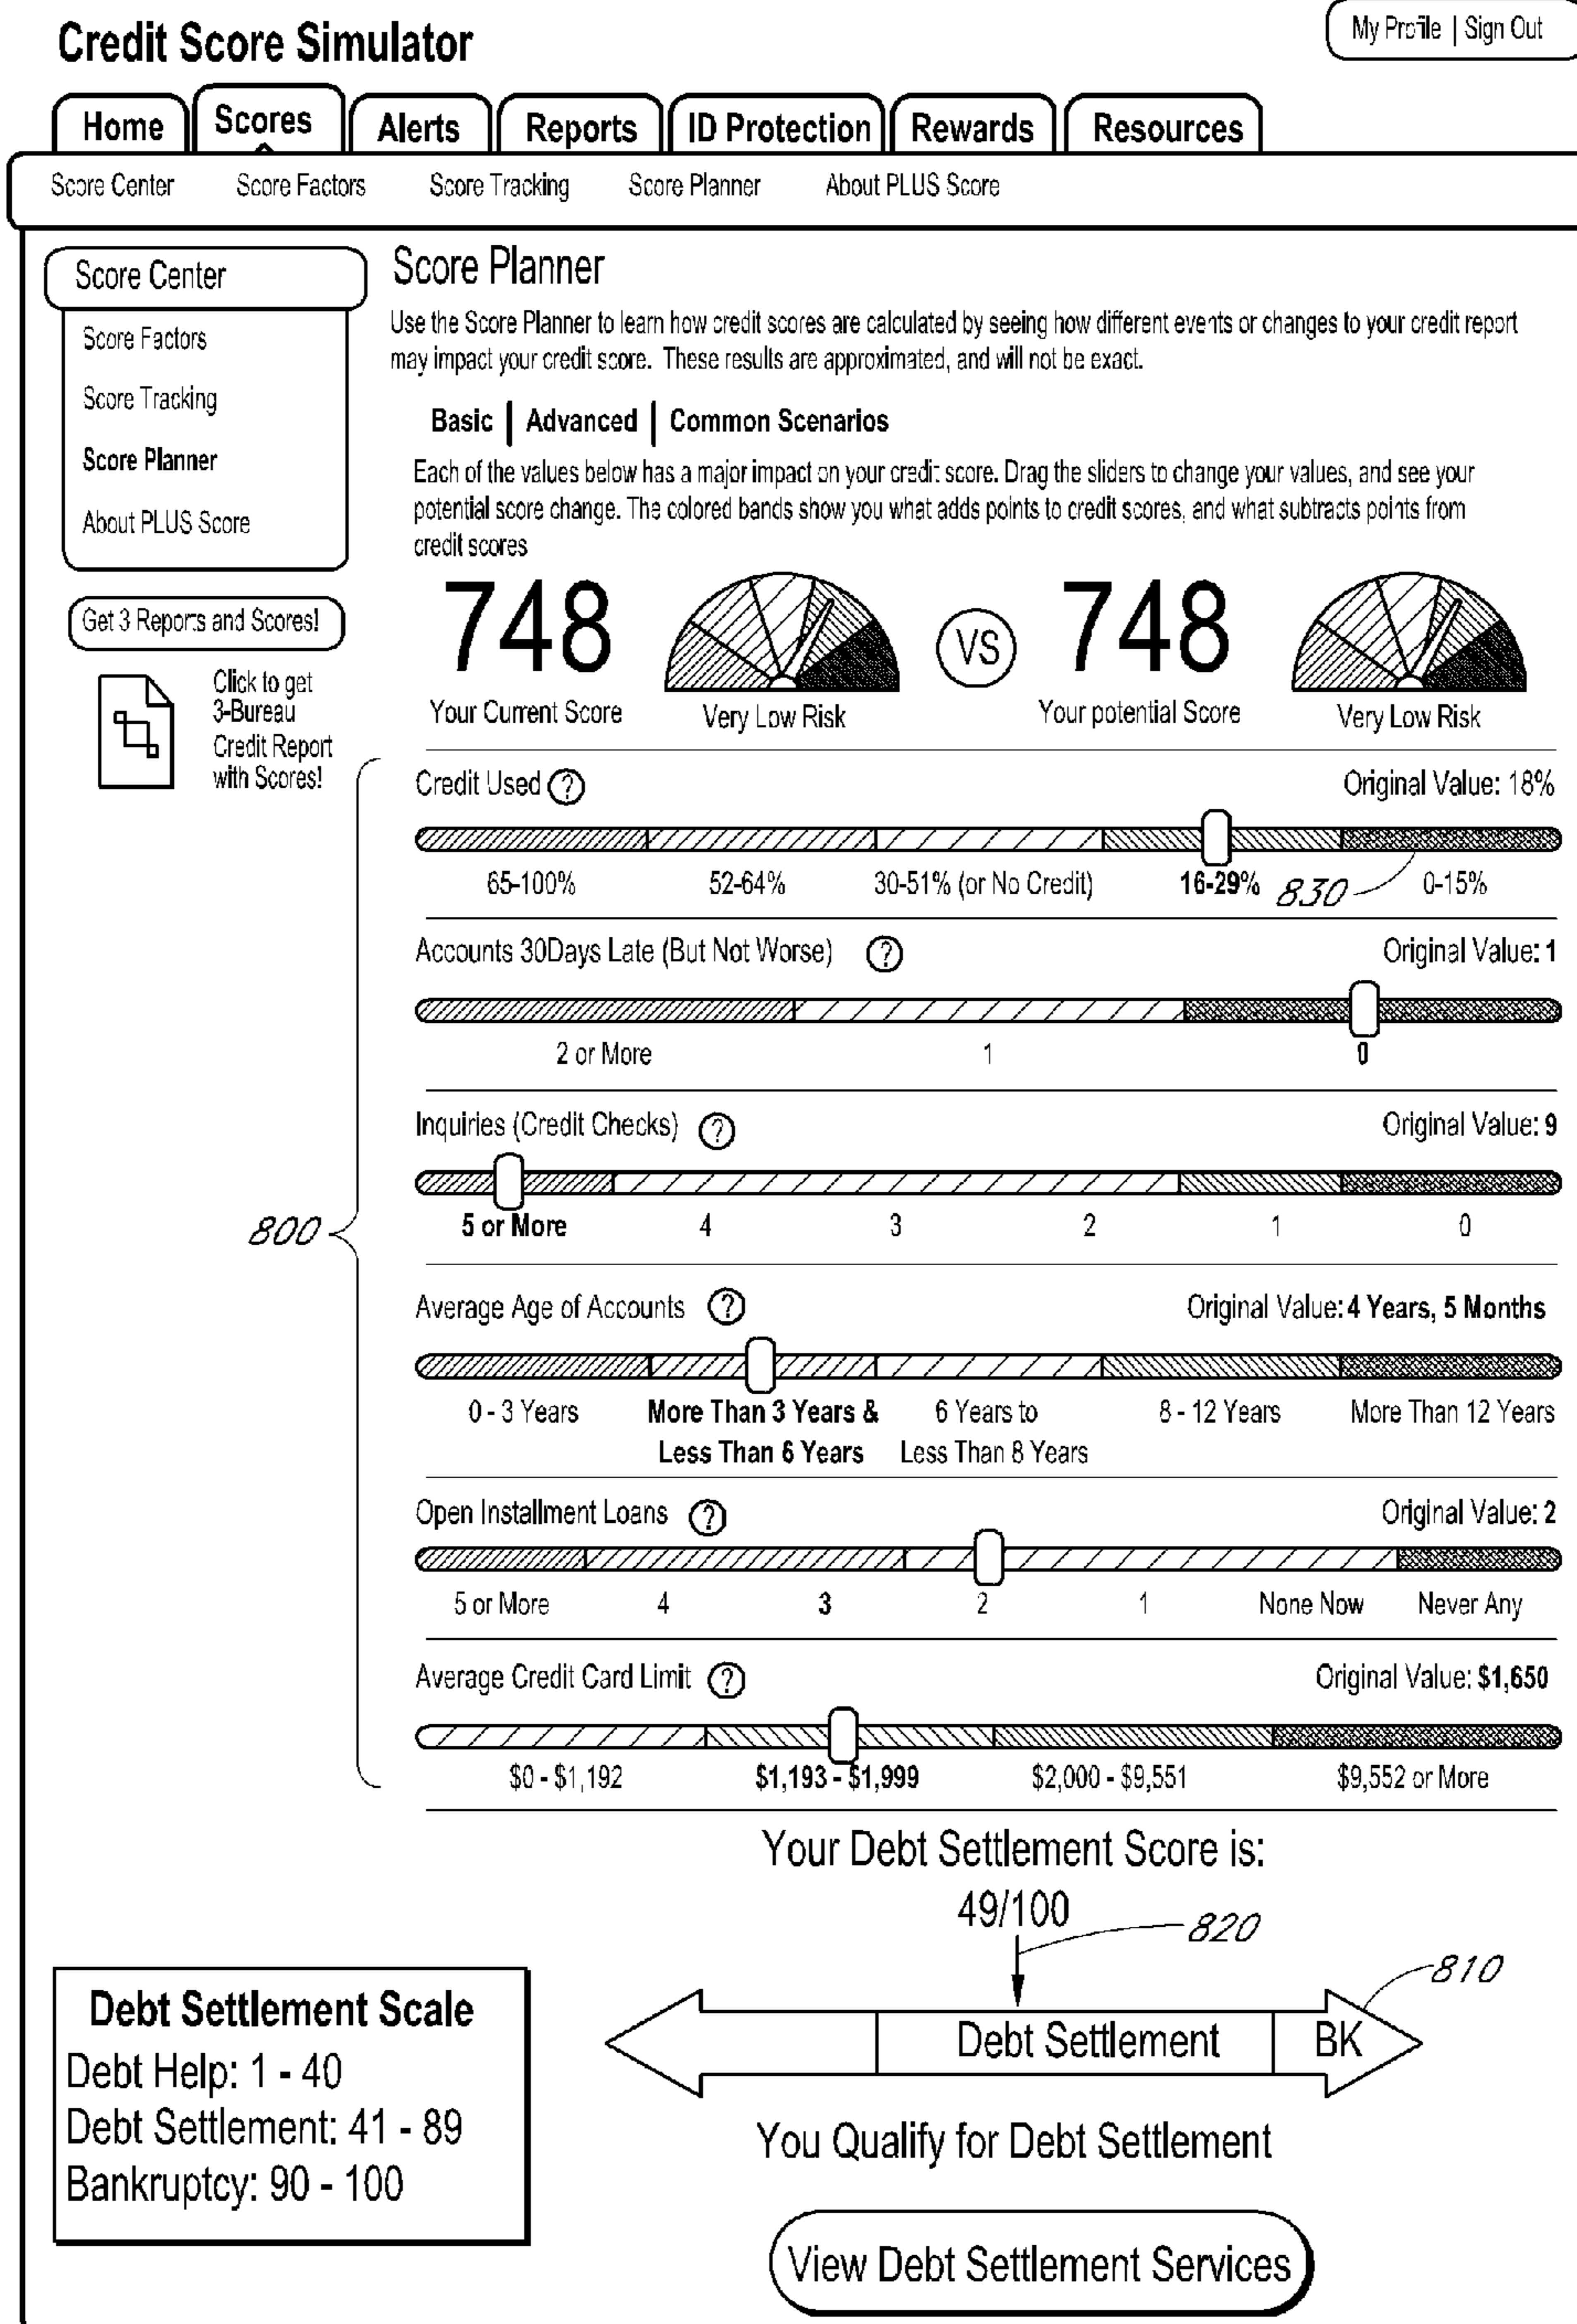 Credit Score Simulator
My Profile | Sign Out
Home Scores Alerts Reports ID Protection Rewards Resources
Score Center Score Factors Score Tracking Score Planner About PLUS Score
Score Center
Score Factors
Score Tracking
Score Planner
About PLUS Score
Get 3 Reports and Scores!
Click to get
3-Bureau
Credit Report
with Scores!
Score Planner
Use the Score Planner to learn how credit scores are calculated by seeing how different events or changes to your credit report
may impact your credit score. These results are approximated, and will not be exact.
Basic | Advanced | Common Scenarios
Each of the values below has a major impact on your credit score. Drag the sliders to change your values, and see your
potential score change. The colored bands show you what adds points to credit scores, and what subtracts points from
credit scores
748 VS 748
Your Current Score Very Low Risk Your potential Score Very Low Risk
800
Credit Used ? Original Value: 18%
65-100% 52-64% 30-51% (or No Credit) 16-29% 830 0-15%
Accounts 30Days Late (But Not Worse) ? Original Value: 1
2 or More 1 0
Inquiries (Credit Checks) ? Original Value: 9
5 or More 4 3 2 1 0
Average Age of Accounts ? Original Value: 4 Years, 5 Months
0 - 3 Years More Than 3 Years & 6 Years to 8 - 12 Years More Than 12 Years
Less Than 6 Years Less Than 8 Years
Open Installment Loans ? Original Value: 2
5 or More 4 3 2 1 None Now Never Any
Average Credit Card Limit ? Original Value: $1,650
$0 - $1,192 $1,193 - $1,999 $2,000 - $9,551 $9,552 or More
Your Debt Settlement Score is:
49/100
820
810
Debt Settlement BK
You Qualify for Debt Settlement
View Debt Settlement Services
Debt Settlement Scale
Debt Help: 1 - 40
Debt Settlement: 41 - 89
Bankruptcy: 90 - 100